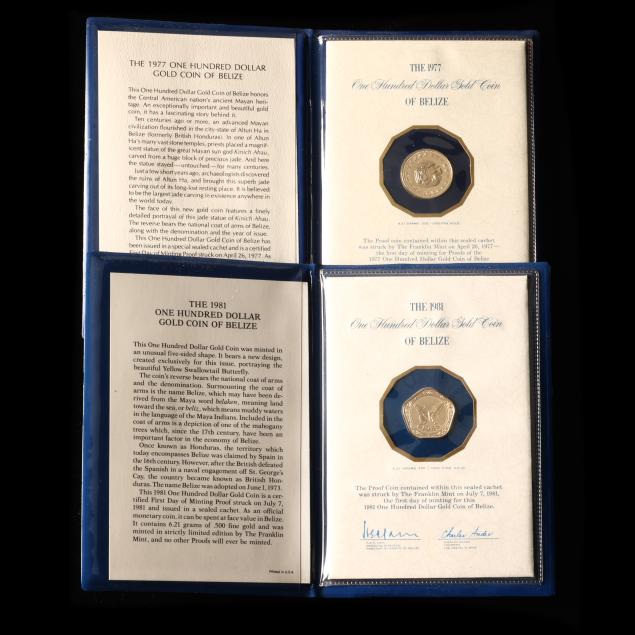 THE 1977 ONE HUNDRED DOLLAR
GOLD COIN OF BELIZE
This One Hundred Dollar Gold Coin of Belize honors
the Central American nation's ancient Mayan heri-
tage. An exceptionally important and beautiful gold
coin, it has a fascinating story behind it.
Ten centuries ago or more, an advanced Mayan
civilization flourished in the city-state of Altun Ha in
Belize (formerly British Honduras). In one of Altun
Ha's many vast stone temples, priests placed a magnif-
icent statue of the great Mayan sun god Kinich Ahau,
carved from a huge block of precious jade. And here
the statue stayed—untouched—for many centuries.
Just a few short years ago, archaeologists discovered
the ruins of Altun Ha, and brought this superb jade
carving out of its long-lost resting place. It is believed
to be the largest jade carving in existence anywhere in
the world today.
The face of this new gold coin features a finely
detailed portrayal of this jade statue of Kinich Ahau.
The reverse bears the national coat of arms of Belize,
along with the denomination and the year of issue.
This One Hundred Dollar Gold Coin of Belize has
been issued in a special sealed cachet and is a certified
First Day of Minting Proof struck on April 26, 1977. As
THE 1977
One Hundred Dollar Gold Coin
OF BELIZE
The Proof coin contained within this sealed cachet
was struck by The Franklin Mint on April 26, 1977—
the first day of minting for Proofs of the
1977 One Hundred Dollar Gold Coin of Belize
THE 1981
ONE HUNDRED DOLLAR
GOLD COIN OF BELIZE
This One Hundred Dollar Gold Coin was minted in
an unusual five-sided shape. It bears a new design,
created exclusively for this issue, portraying the
beautiful Yellow Swallowtail Butterfly.
The coin's reverse bears the national coat of arms
and the denomination. Surmounting the coat of
arms is the name Belize, which may have been de-
rived from the Maya word belaken, meaning land
toward the sea, or beliz, which means muddy waters
in the language of the Maya Indians. Included in the
coat of arms is a depiction of one of the mahogany
trees which, since the 17th century, have been an
important factor in the economy of Belize.
Once known as Honduras, the territory which
today encompasses Belize was claimed by Spain in
the 16th century. However, after the British defeated
the Spanish in a naval engagement off St. George's
Cay, the country became known as British Hon-
duras. The name Belize was adopted on June 1, 1973.
This 1981 One Hundred Dollar Gold Coin is a cer-
tified First Day of Minting Proof struck on July 7,
1981 and issued in a sealed cachet. As an official
monetary coin, it can be spent at face value in Belize.
It contains 6.21 grams of .500 fine gold and was
minted in strictly limited edition by The Franklin
Mint, and no other Proofs will ever be minted.
Printed in U.S.A.
THE 1981
One Hundred Dollar Gold Coin
OF BELIZE
The Proof Coin contained within this sealed cachet
was struck by The Franklin Mint on July 7, 1981,
the first day of minting for this
1981 One Hundred Dollar Gold Coin of Belize.